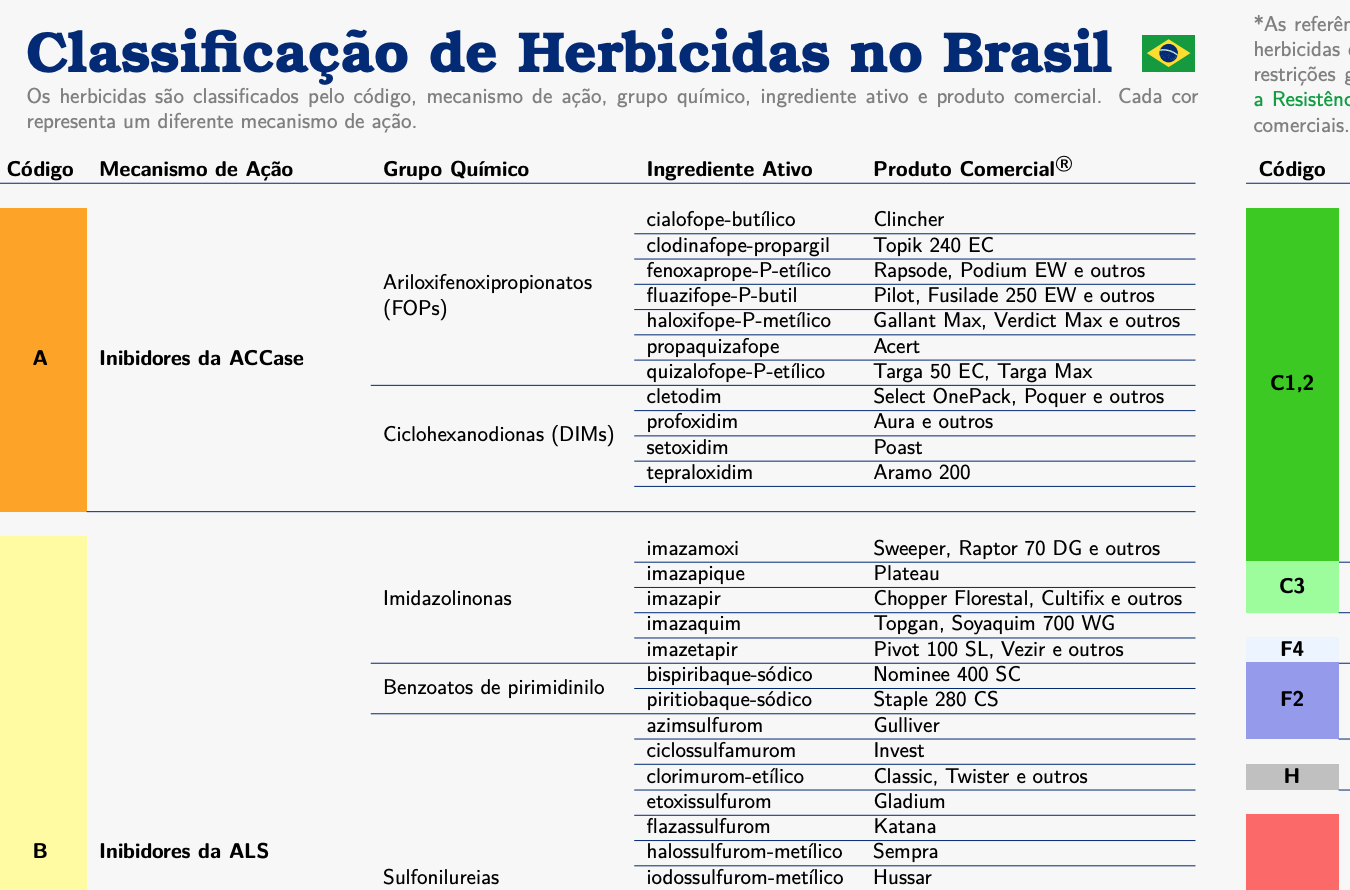 Classificação de Herbicidas no Brasil
Os herbicidas são classificados pelo código, mecanismo de ação, grupo químico, ingrediente ativo e produto comercial. Cada cor
representa um diferente mecanismo de ação.
Código Mecanismo de Ação Grupo Químico Ingrediente Ativo Produto Comercial®
cialofope-butílico Clincher
clodinafope-propargil Topik 240 EC
fenoxaprope-P-etílico Rapsode, Podium EW e outros
Ariloxifenoxipropionatos
(FOPs)
fluazifope-P-butil Pilot, Fusilade 250 EW e outros
haloxifope-P-metílico Gallant Max, Verdict Max e outros
propaquizafope Acert
A Inibidores da ACCase
quizalofope-P-etílico Targa 50 EC, Targa Max
cletodim Select OnePack, Poquer e outros
profoxidim Aura e outros
Ciclohexanodionas (DIMs)
setoxidim Poast
tepraloxidim Aramo 200
imazamoxi Sweeper, Raptor 70 DG e outros
imazapique Plateau
Imidazolinonas imazapir Chopper Florestal, Cultifix e outros
imazaquim Topgan, Soyaquim 700 WG
imazetapir Pivot 100 SL, Vezir e outros
bispiribaque-sódico Nominee 400 SC
Benzoatos de pirimidinilo
piritiobaque-sódico Staple 280 CS
azimsulfurom Gulliver
ciclossulfamurom Invest
clorimurom-etílico Classic, Twister e outros
etoxissulfurom Gladium
flazassulfurom Katana
B Inibidores da ALS halossulfurom-metílico Sempra
Sulfonilureias iodossulfurom-metílico Hussar
*As referên
herbicidas
restrições
a Resistênc
comerciais.
Código
C1,2
C3
F4
F2
H